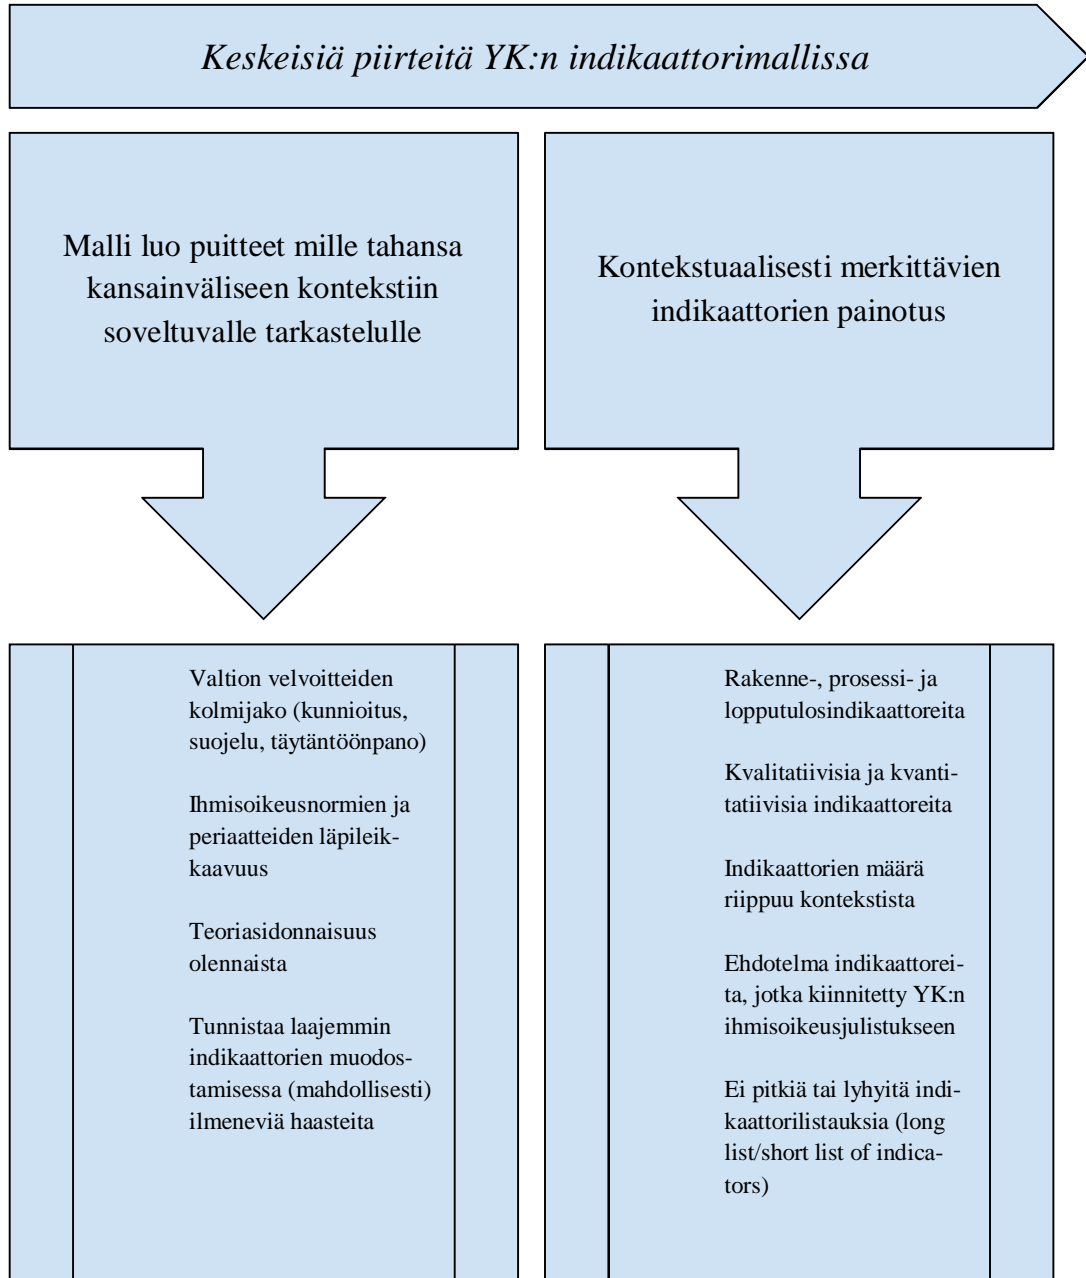 Keskeisiä piirteitä YK:n indikaattorimallissa
Malli luo puitteet mille tahansa
kansainväliseen kontekstiin
soveltuvalle tarkastelulle
Kontekstuaalisesti merkittävien
indikaattorien painotus
Valtion velvoitteiden
kolmijako (kunnioitus,
suojelu, täytäntöönpano)
Ihmisoikeusnormien ja
periaatteiden läpileik-
kaavuus
Teoriasidonnaisuus
olennaista
Tunnistaa laajemmin
indikaattorien muodos-
tamisessa (mahdollisesti)
ilmeneviä haasteita
Rakenne-, prosessi- ja
lopputulosindikaattoreita
Kvalitatiivisia ja kvanti-
tatiivisia indikaattoreita
Indikaattorien määrä
riippuu kontekstista
Ehdotelma indikaattorei-
ta, jotka kiinnitetty YK:n
ihmisoikeusjulistukseen
Ei pitkiä tai lyhyitä indi-
kaattorilistauksia (long
list/short list of indica-
tors)